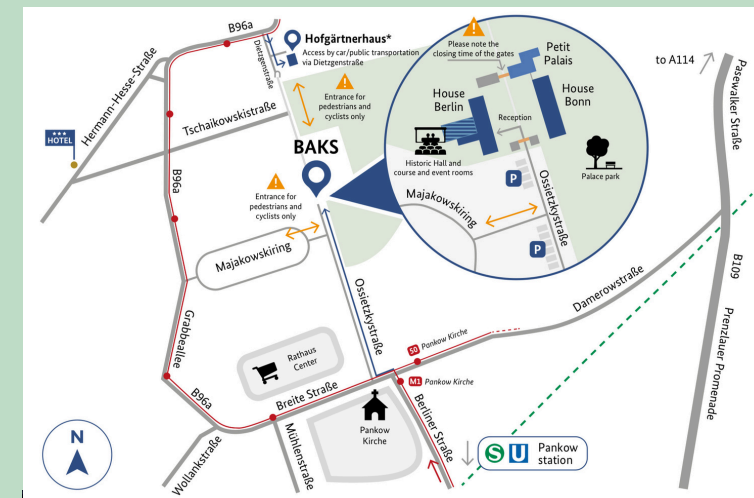 B96a
Hofgärtnerhaus*
Access by car/public transportation
via Dietzgenstraße
Dietzgenstraße
Hermann-Hesse-Straße
Tschaikowskistraße
★★★
HOTEL
Entrance for
pedestrians and
cyclists only
BAKS
B96a
Entrance for
pedestrians and
cyclists only
Majakowskiring
Ossietzkystraße
Grabbeallee
B96a
Rathaus
Center
Breite Straße
Pankow
Kirche
Wollankstraße
Mühlenstraße
Berliner Straße
N
50 Pankow Kirche
M1 Pankow Kirche
S U Pankow
station
Damerowstraße
to A114
Pasewalker Straße
B109
Prenzlauer Promenade
Please note the
closing time of the gates
Petit
Palais
House
Berlin
House
Bonn
Reception
Historic Hall and
course and event rooms
Palace park
P
Majakowskiring
Ossietzkystraße
P